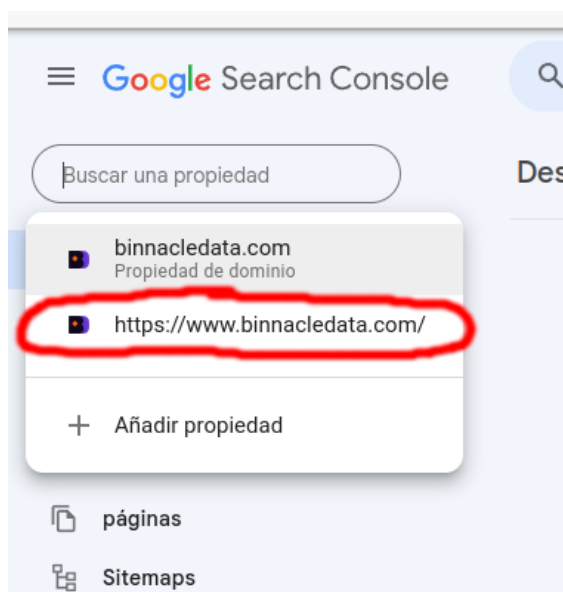 Google Search Console
Buscar una propiedad
Des
binnacledata.com
Propiedad de dominio
https://www.binnacledata.com/
Añadir propiedad
páginas
Sitemaps